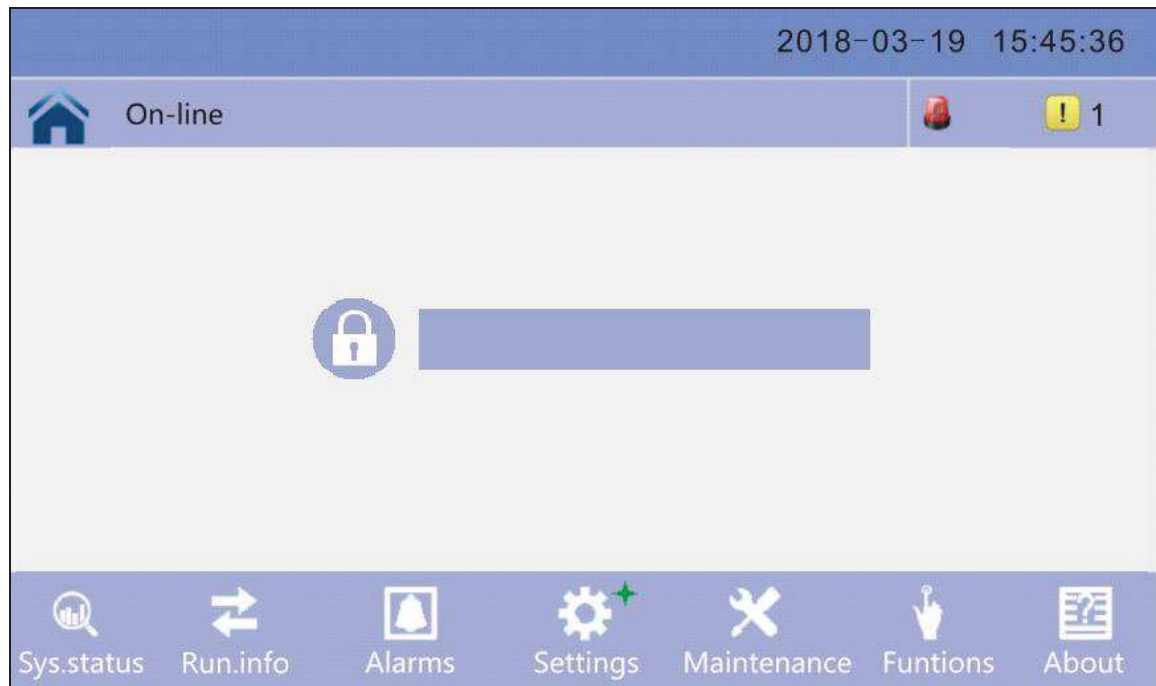 2018-03-19 15:45:36
On-line
! 1
Sys.status Run.info Alarms Settings Maintenance Funtions About